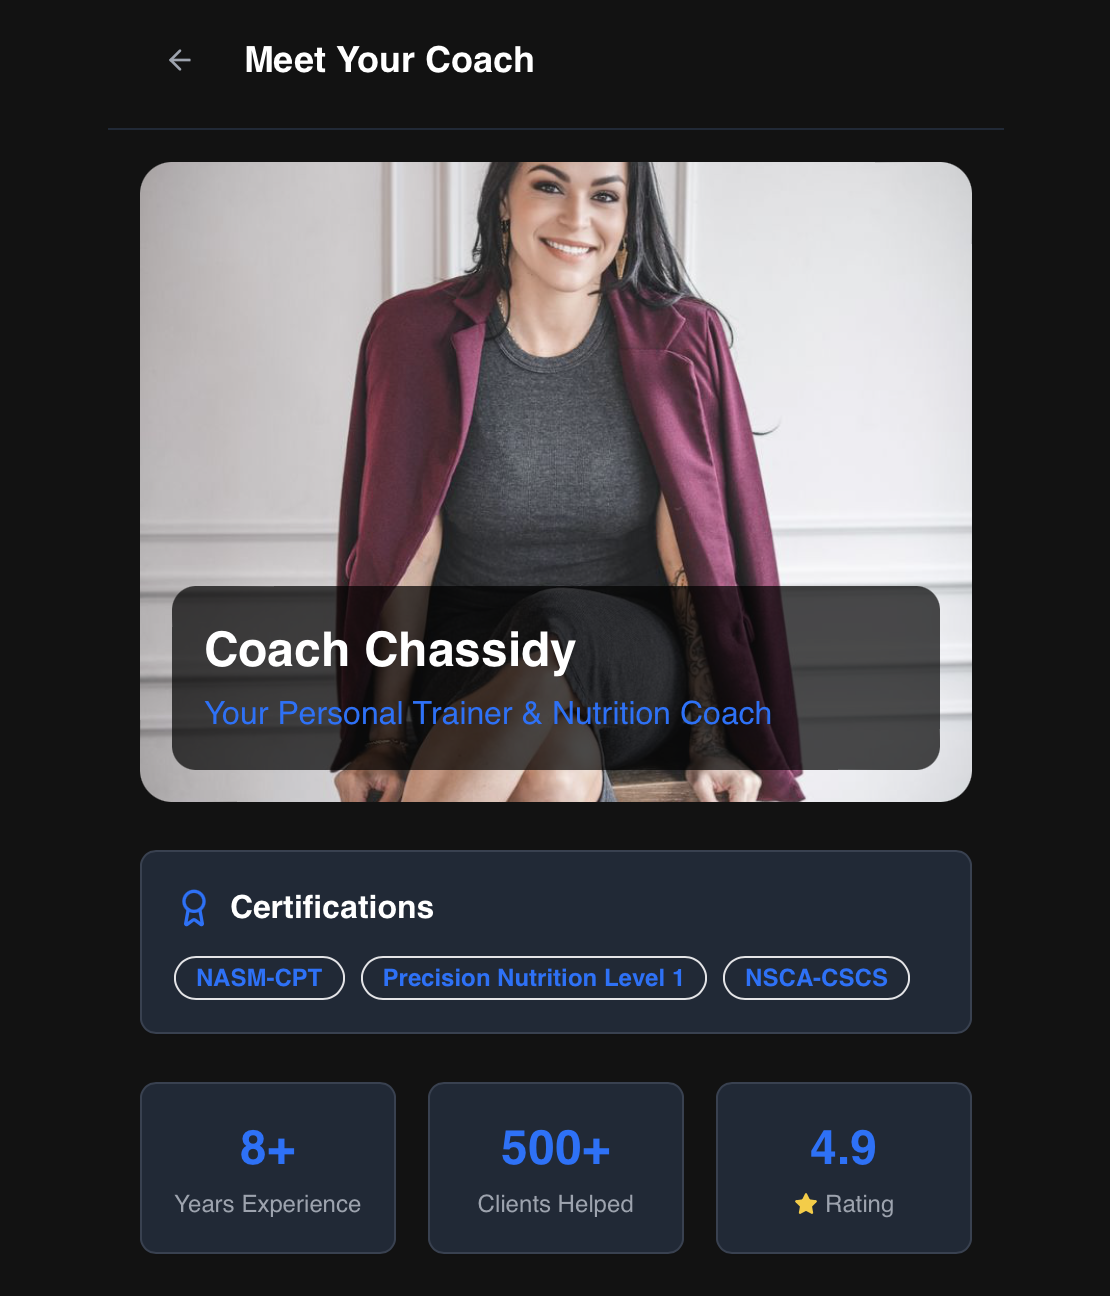 Meet Your Coach
Coach Chassidy
Your Personal Trainer & Nutrition Coach
Certifications
NASM-CPT Precision Nutrition Level 1 NSCA-CSCS
8+ 500+ 4.9
Years Experience Clients Helped ⭐ Rating